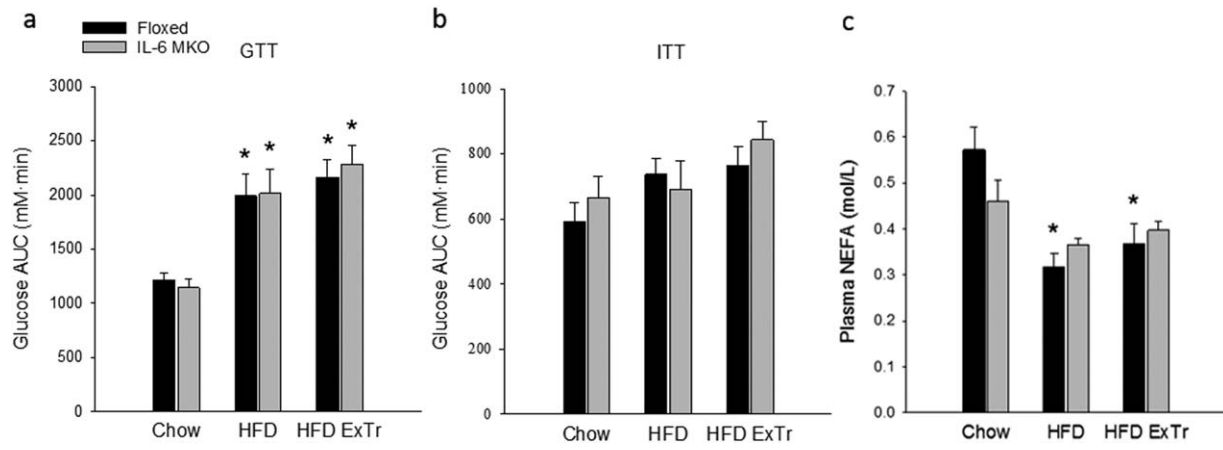 a
Floxed
IL-6 MKO
GTT
Glucose AUC (mM·min)
3000
2500
2000
1500
1000
500
0
* * * *
Chow HFD HFD ExTr
b
ITT
Glucose AUC (mM·min)
1000
800
600
400
200
0
Chow HFD HFD ExTr
c
Plasma NEFA (mol/L)
0.7
0.6
0.5
0.4
0.3
0.2
0.1
0.0
* *
Chow HFD HFD ExTr